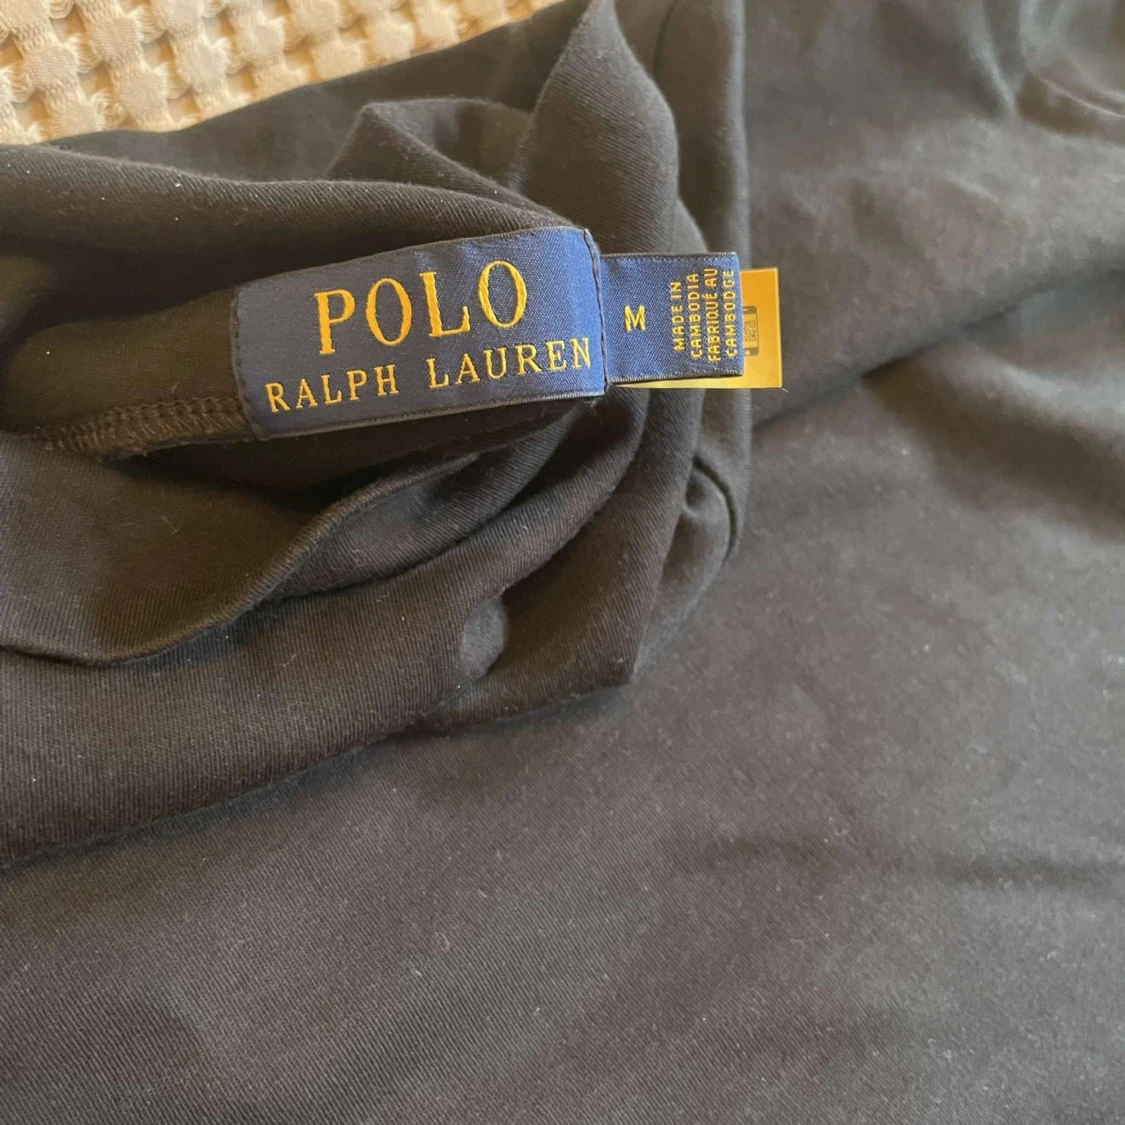 POLO
RALPH LAUREN
M
MADE IN
CAMBODIA
FABRIQUÉ AU
CAMBODGE